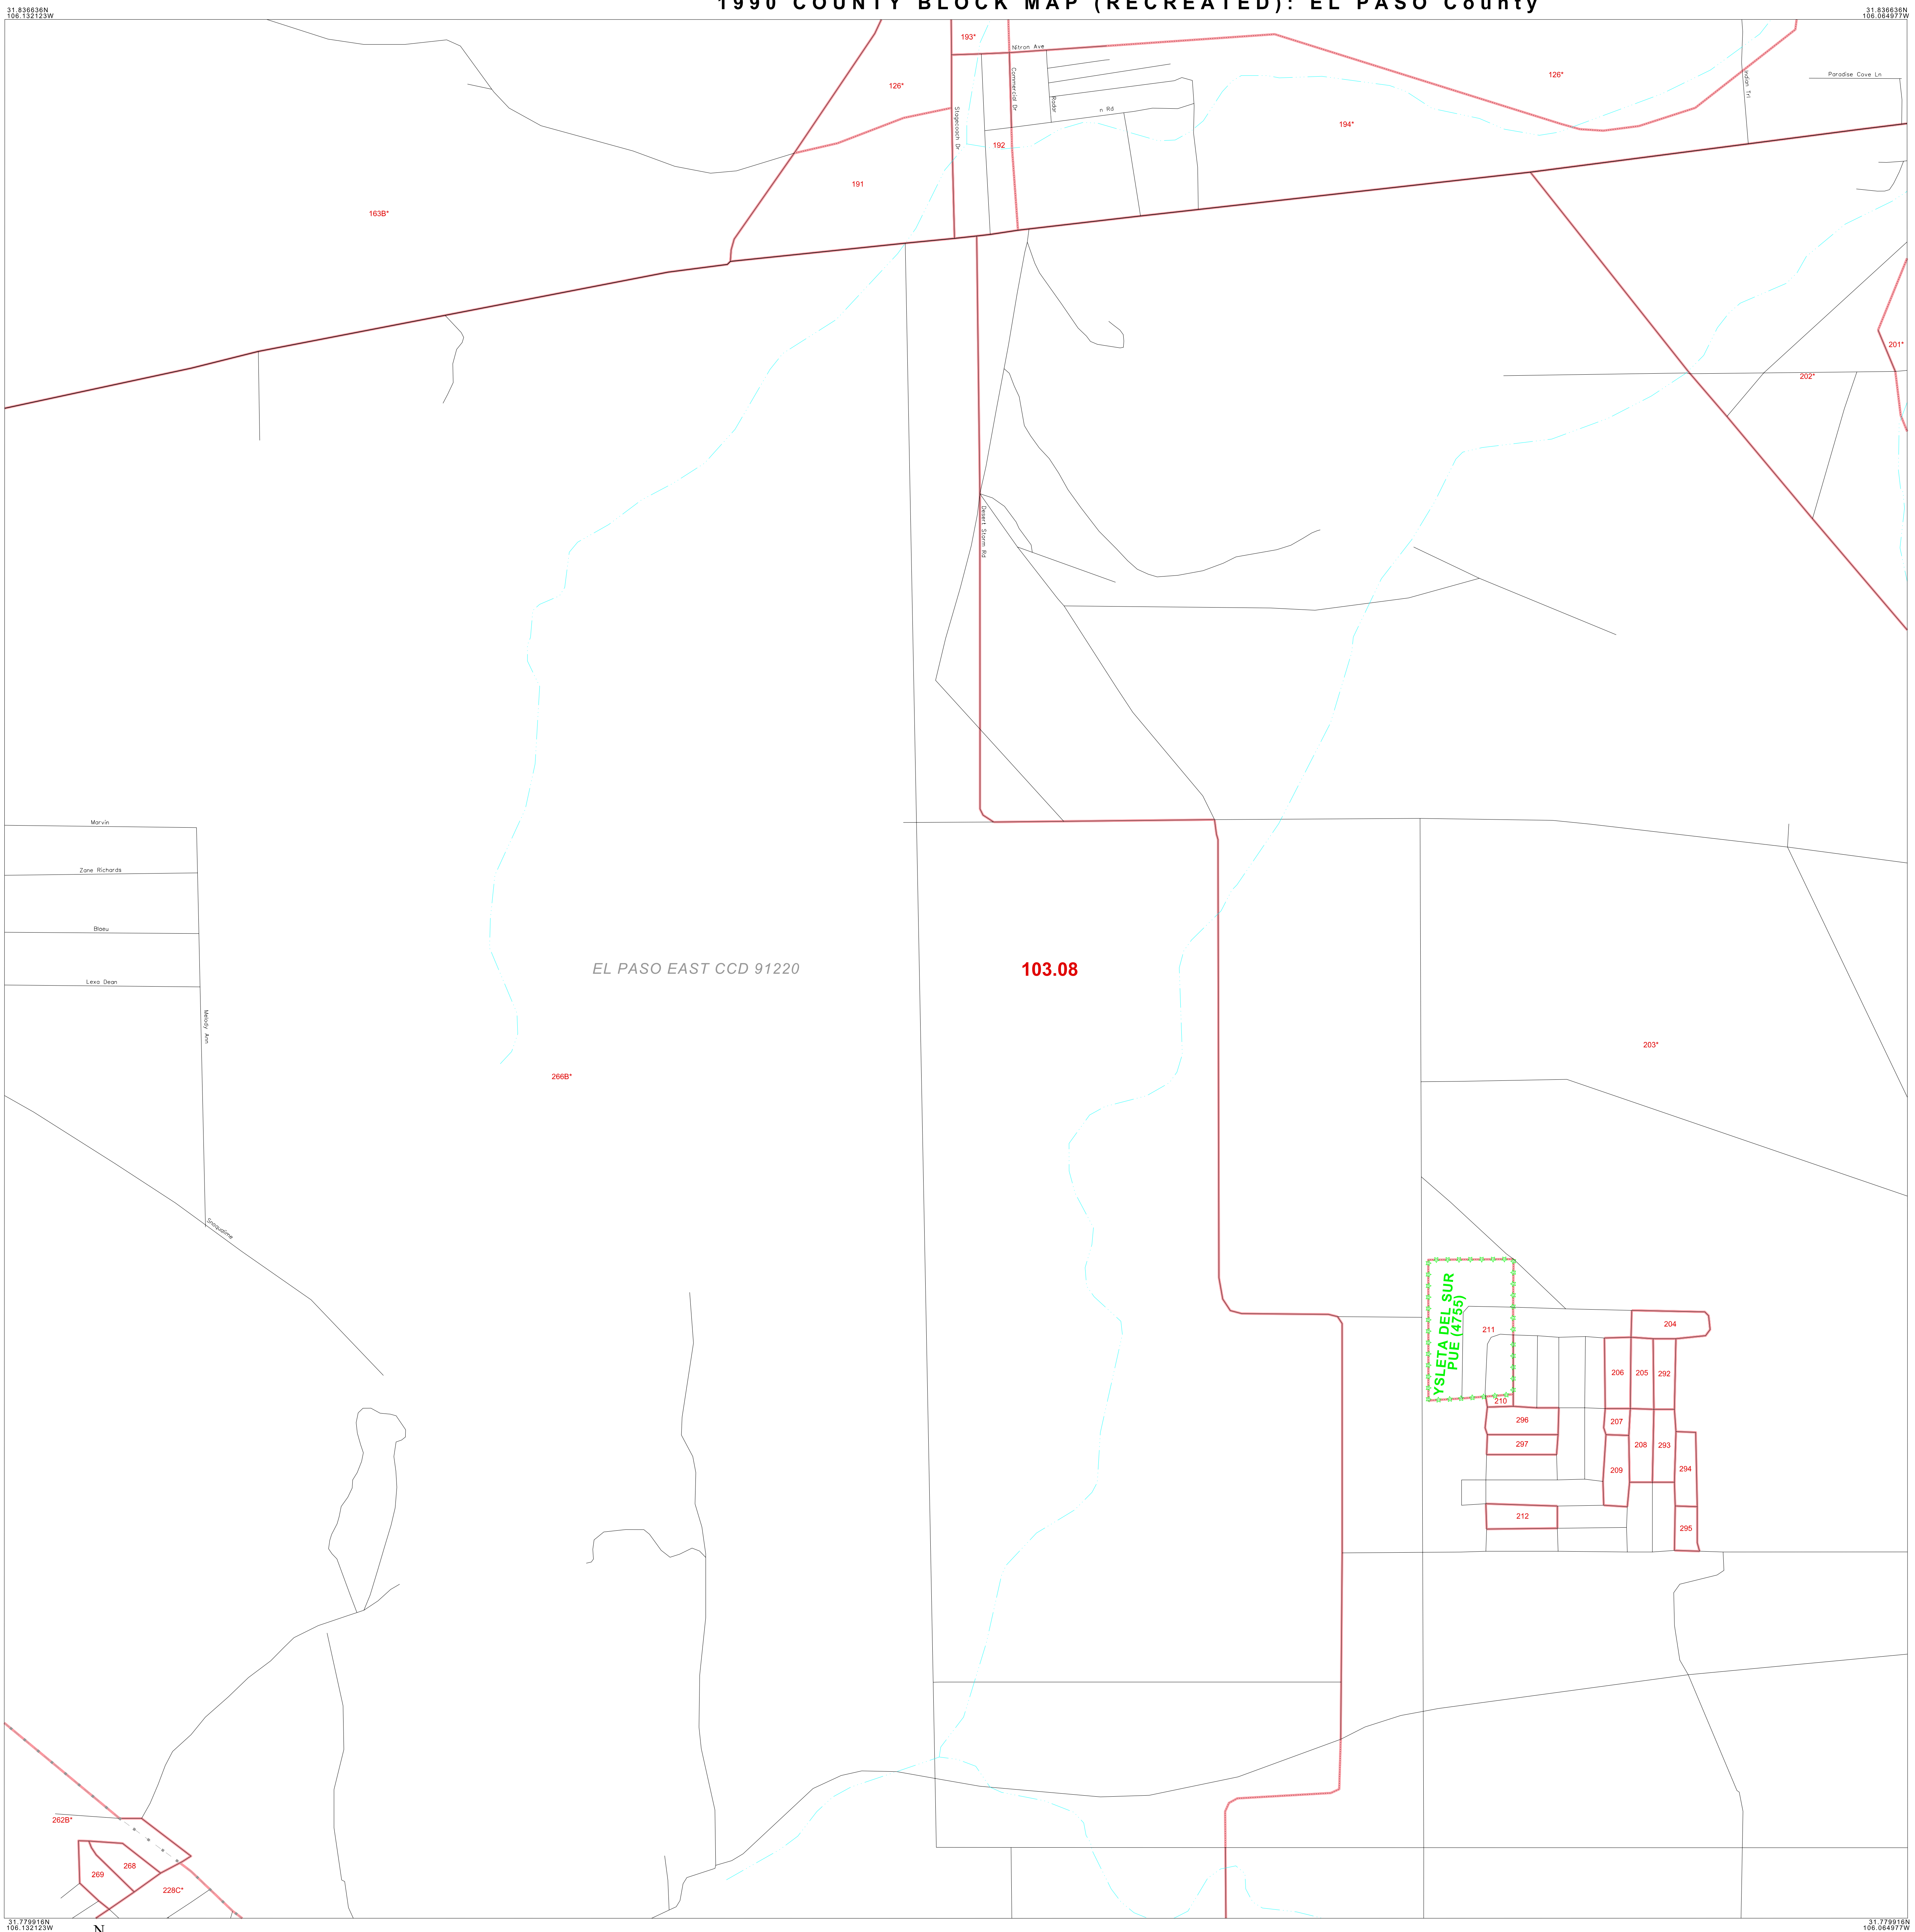 1990 COUNTY BLOCK MAP (RECREATED): EL PASO County
31.836636N
106.132123W
31.836636N
106.064977W
193*
Nitron Ave
126*
126*
Commercial Dr
Radar
Indian Trl
Paradise Cove Ln
n Rd
Stagecoach Dr
194*
192
191
163B*
201*
202*
Desert Storm Rd
Marvin
Zane Richards
Blaeu
Lexa Dean
EL PASO EAST CCD 91220
103.08
Melody Ann
203*
266B*
Snaqualime
YSLETA DEL SUR
PUE (4755)
204
211
206
205
292
210
296
207
297
208
293
209
294
212
295
262B*
268
269
228C*
31.779916N
106.132123W
N
31.779916N
106.064977W